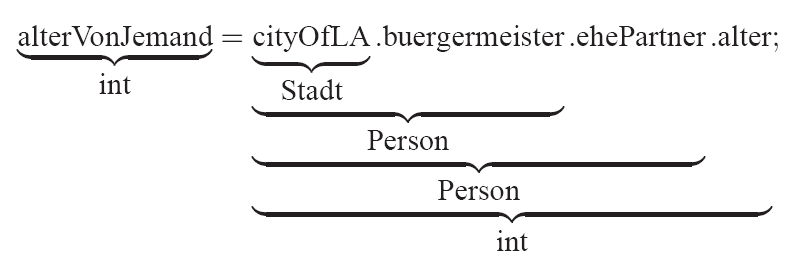 alterVonJemand = cityOfLA.buergermeister.ehePartner.alter;
int Stadt
Person
Person
int